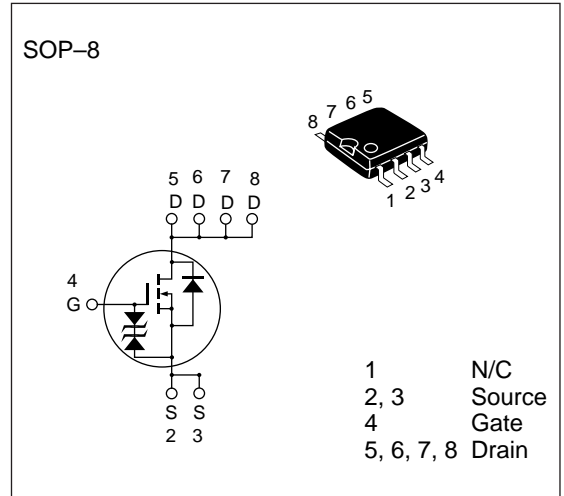 SOP–8
7 6 5
8
4
3
2
1
5 6 7 8
D D D D
4
G
S S
2 3
1 N/C
2, 3 Source
4 Gate
5, 6, 7, 8 Drain